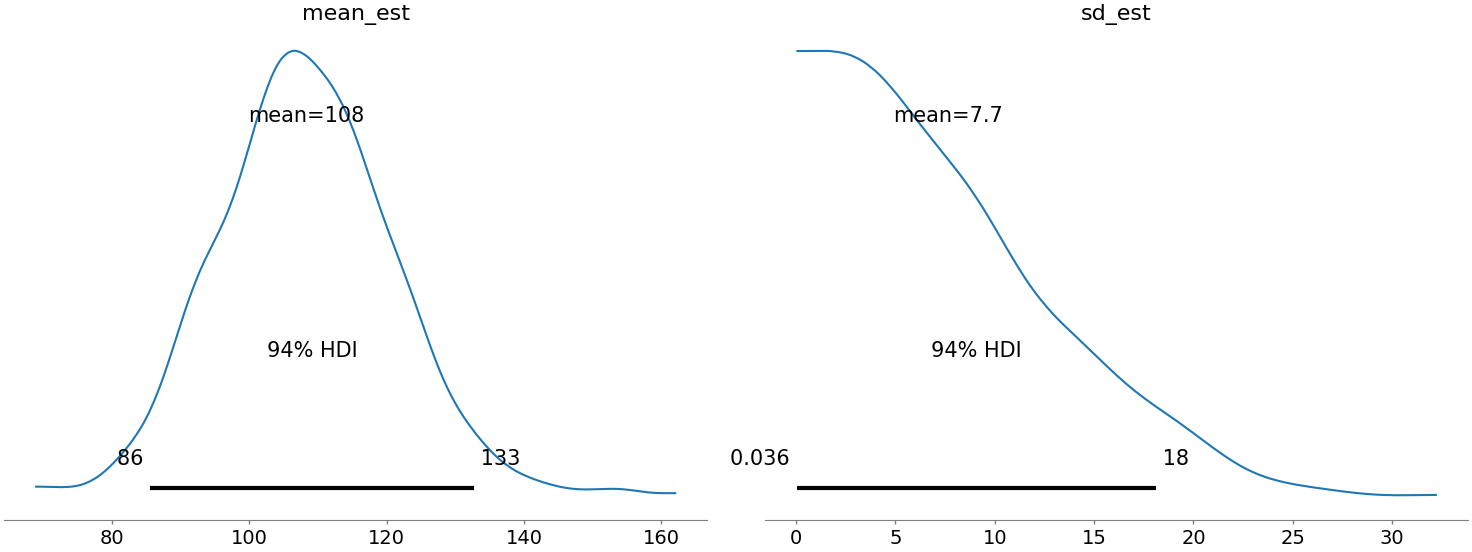 mean_est
mean=108
94% HDI
86
133
80 100 120 140 160
sd_est
mean=7.7
94% HDI
0.036
18
0 5 10 15 20 25 30